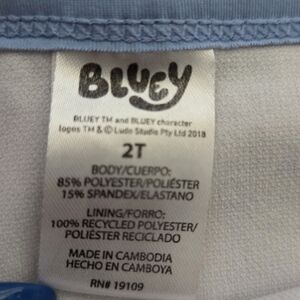 BLUEY
BLUEY TM and BLUEY character
logos TM & © Ludo Studio Pty Ltd 2018
2T
BODY/CUERPO:
85% POLYESTER/POLIÉSTER
15% SPANDEX/ELASTANO
LINING/FORRO:
100% RECYCLED POLYESTER/
POLIÉSTER RECICLADO
MADE IN CAMBODIA
HECHO EN CAMBOYA
RN# 19109